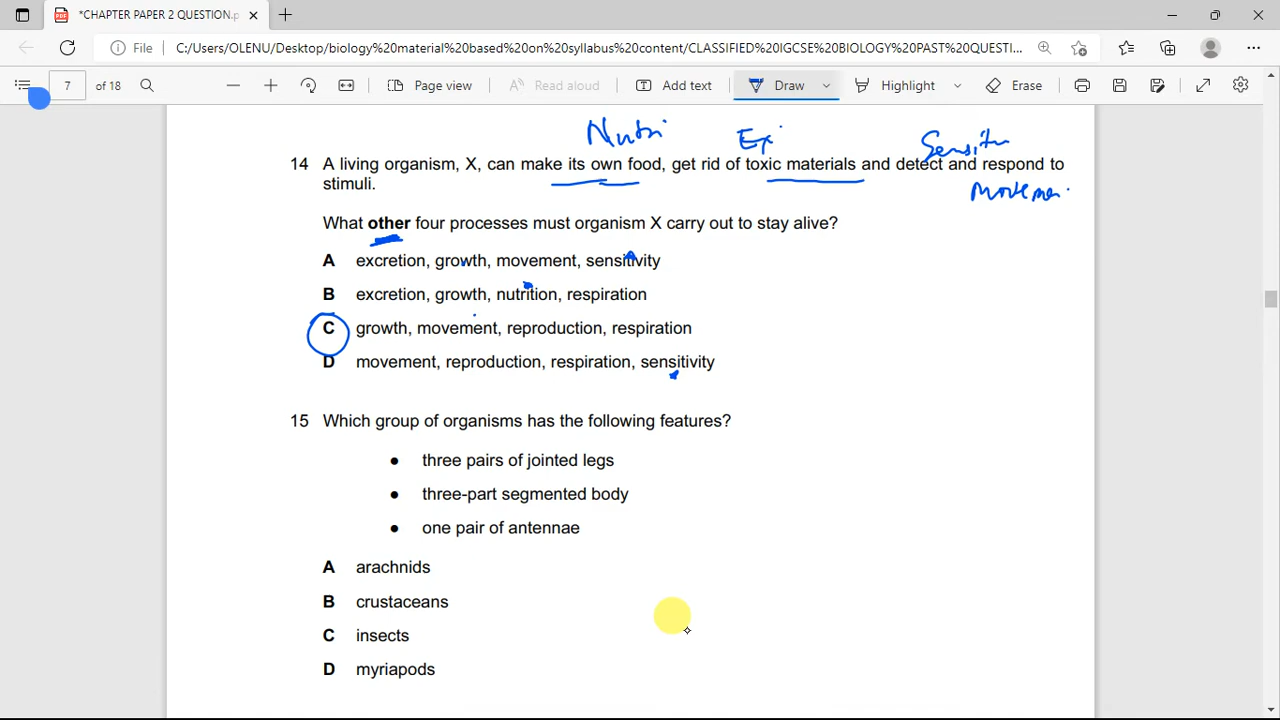 *CHAPTER PAPER 2 QUESTION.p
File C:/Users/OLENU/Desktop/biology%20material%20based%20on%20syllabus%20content/CLASSIFIED%20IGCSE%20BIOLOGY%20PAST%20QUESTI...
7 of 18 Page view Read aloud Add text Draw Highlight Erase
Nutri Ex Sensitu
14 A living organism, X, can make its own food, get rid of toxic materials and detect and respond to
stimuli.
Movemen
What other four processes must organism X carry out to stay alive?
A excretion, growth, movement, sensitivity
B excretion, growth, nutrition, respiration
C growth, movement, reproduction, respiration
D movement, reproduction, respiration, sensitivity
15 Which group of organisms has the following features?
● three pairs of jointed legs
● three-part segmented body
● one pair of antennae
A arachnids
B crustaceans
C insects
D myriapods